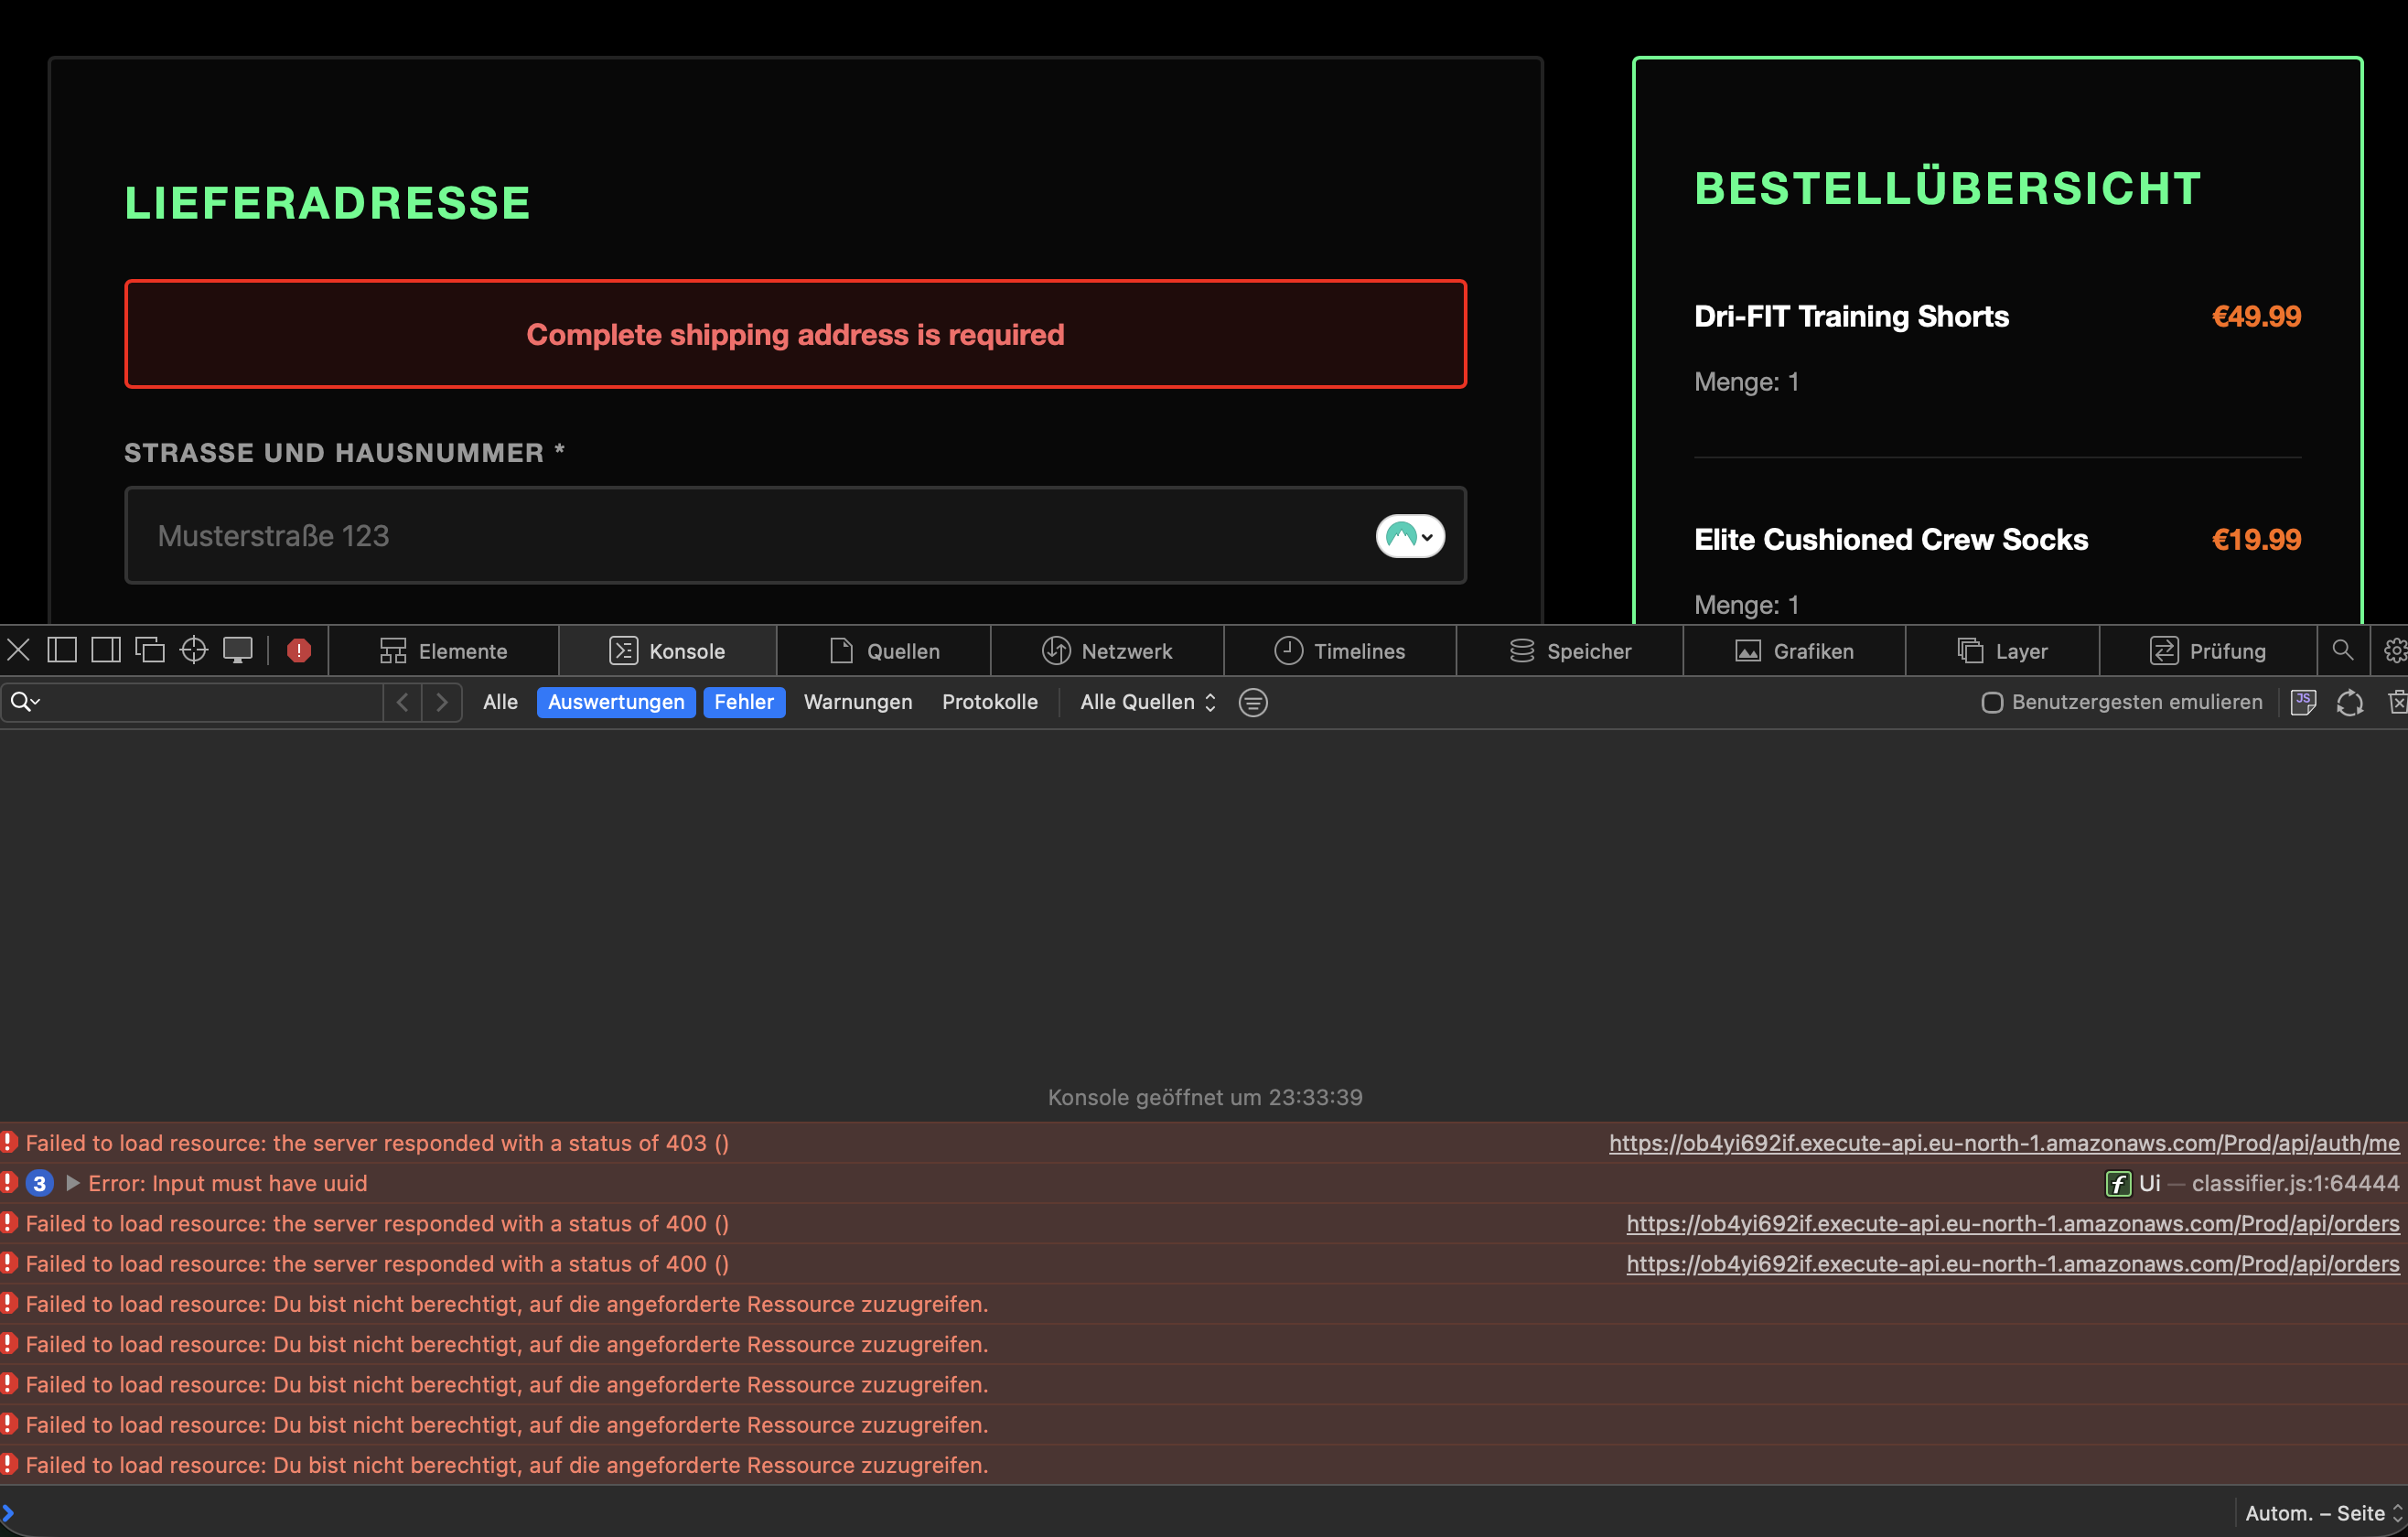 LIEFERADRESSE
Complete shipping address is required
STRASSE UND HAUSNUMMER *
Musterstraße 123
BESTELLÜBERSICHT
Dri-FIT Training Shorts €49.99
Menge: 1
Elite Cushioned Crew Socks €19.99
Menge: 1
Elemente Konsole Quellen Netzwerk Timelines Speicher Grafiken Layer Prüfung
Alle Auswertungen Fehler Warnungen Protokolle Alle Quellen Benutzergesten emulieren JS
Konsole geöffnet um 23:33:39
Failed to load resource: the server responded with a status of 403 () https://ob4yi692if.execute-api.eu-north-1.amazonaws.com/Prod/api/auth/me
3 Error: Input must have uuid f Ui — classifier.js:1:64444
Failed to load resource: the server responded with a status of 400 () https://ob4yi692if.execute-api.eu-north-1.amazonaws.com/Prod/api/orders
Failed to load resource: the server responded with a status of 400 () https://ob4yi692if.execute-api.eu-north-1.amazonaws.com/Prod/api/orders
Failed to load resource: Du bist nicht berechtigt, auf die angeforderte Ressource zuzugreifen.
Failed to load resource: Du bist nicht berechtigt, auf die angeforderte Ressource zuzugreifen.
Failed to load resource: Du bist nicht berechtigt, auf die angeforderte Ressource zuzugreifen.
Failed to load resource: Du bist nicht berechtigt, auf die angeforderte Ressource zuzugreifen.
Failed to load resource: Du bist nicht berechtigt, auf die angeforderte Ressource zuzugreifen.
Autom. – Seite